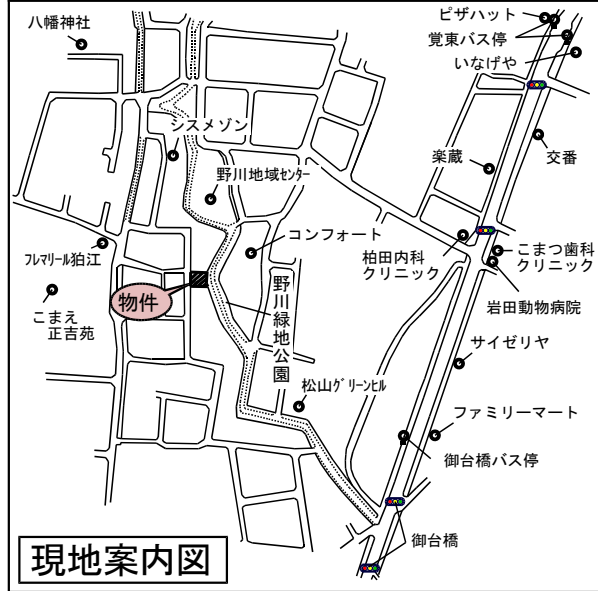 八幡神社
ピザハット
覚東バス停
いなげや
シスメゾン
野川地域ｾﾝﾀｰ
楽蔵
交番
コンフォート
柏田内科
クリニック
こまつ歯科
クリニック
岩田動物病院
ﾌﾚﾏﾘｰﾙ狛江
物件
こまえ
正吉苑
野川緑地公園
サイゼリヤ
松山ｸﾞﾘｰﾝﾋﾙ
ファミリーマート
御台橋バス停
御台橋
現地案内図